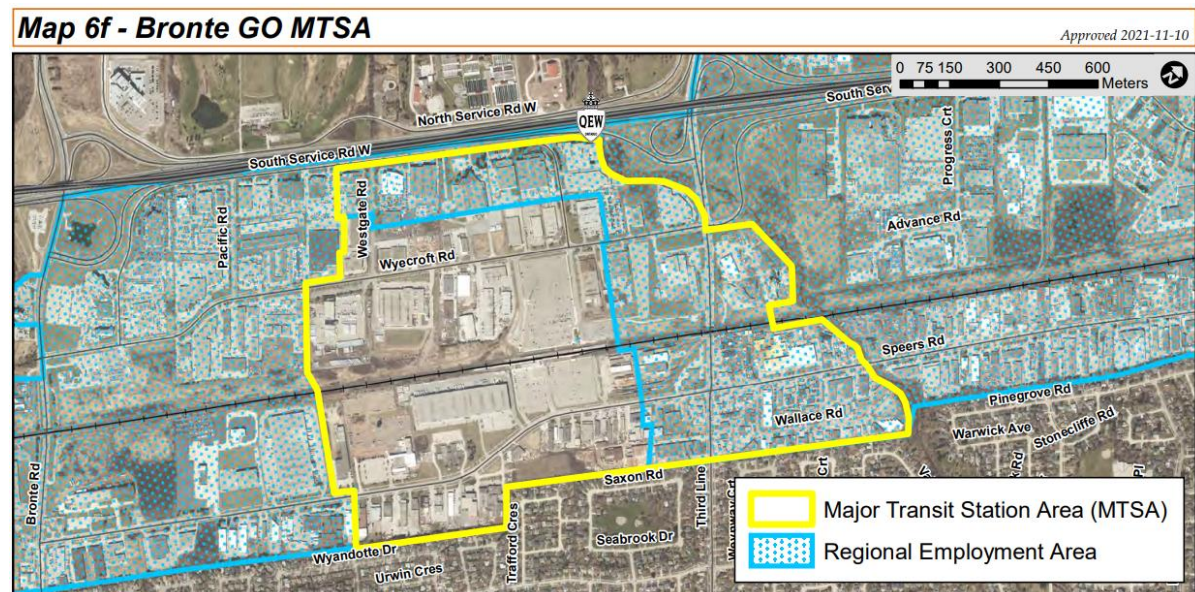 Map 6f - Bronte GO MTSA
Approved 2021-11-10
0 75 150 300 450 600
Meters
North Service Rd W
QEW
South Service Rd W
Progress Crt
Pacific Rd
Westgate Rd
Advance Rd
Wyecroft Rd
Speers Rd
Pinegrove Rd
Wallace Rd
Warwick Ave
Stonecliffe Rd
Bronte Rd
Saxon Rd
Third Line
Crt
Trafford Cres
Seabrook Dr
Wyandotte Dr
Urwin Cres
Major Transit Station Area (MTSA)
Regional Employment Area